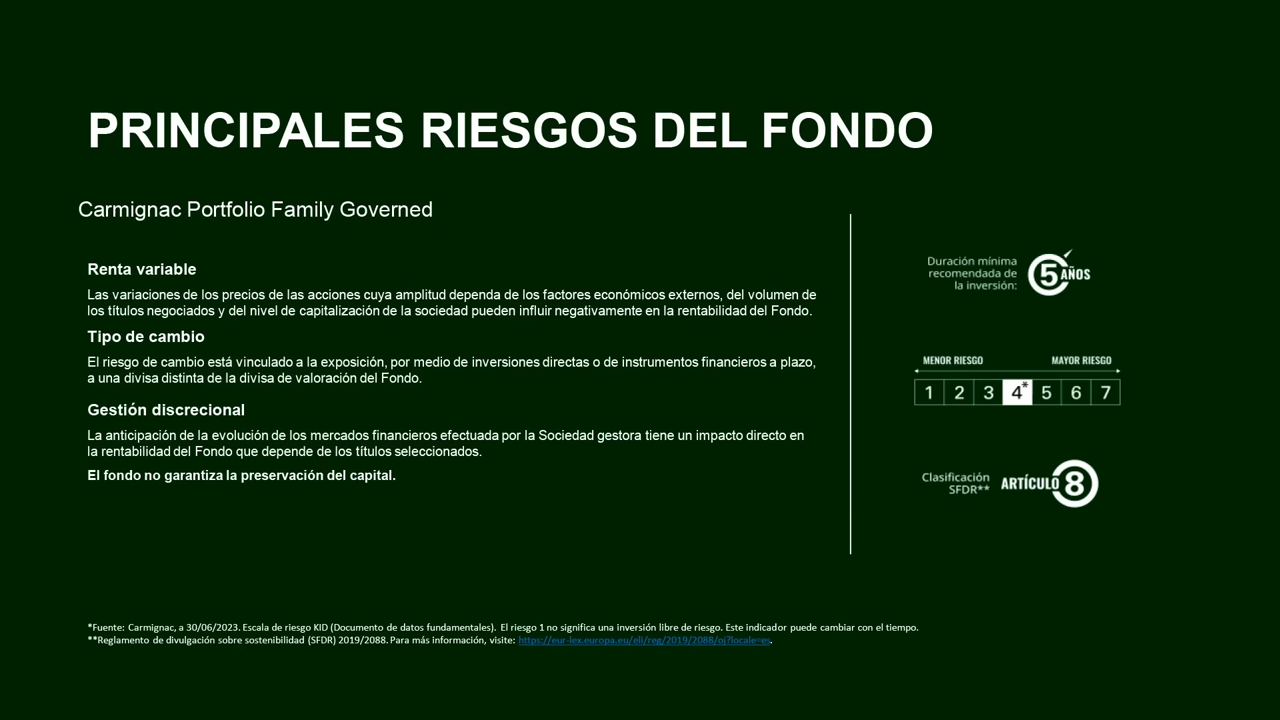 PRINCIPALES RIESGOS DEL FONDO
Carmignac Portfolio Family Governed
Renta variable
Las variaciones de los precios de las acciones cuya amplitud dependa de los factores económicos externos, del volumen de
los títulos negociados y del nivel de capitalización de la sociedad pueden influir negativamente en la rentabilidad del Fondo.
Tipo de cambio
El riesgo de cambio está vinculado a la exposición, por medio de inversiones directas o de instrumentos financieros a plazo,
a una divisa distinta de la divisa de valoración del Fondo.
Gestión discrecional
La anticipación de la evolución de los mercados financieros efectuada por la Sociedad gestora tiene un impacto directo en
la rentabilidad del Fondo que depende de los títulos seleccionados.
El fondo no garantiza la preservación del capital.
Duración mínima
recomendada de
la inversión:
5 AÑOS
MENOR RIESGO MAYOR RIESGO
1 2 3 4* 5 6 7
Clasificación
SFDR**
ARTÍCULO 8
*Fuente: Carmignac, a 30/06/2023. Escala de riesgo KID (Documento de datos fundamentales). El riesgo 1 no significa una inversión libre de riesgo. Este indicador puede cambiar con el tiempo.
**Reglamento de divulgación sobre sostenibilidad (SFDR) 2019/2088. Para más información, visite: https://eur-lex.europa.eu/eli/reg/2019/2088/oj?locale=es.